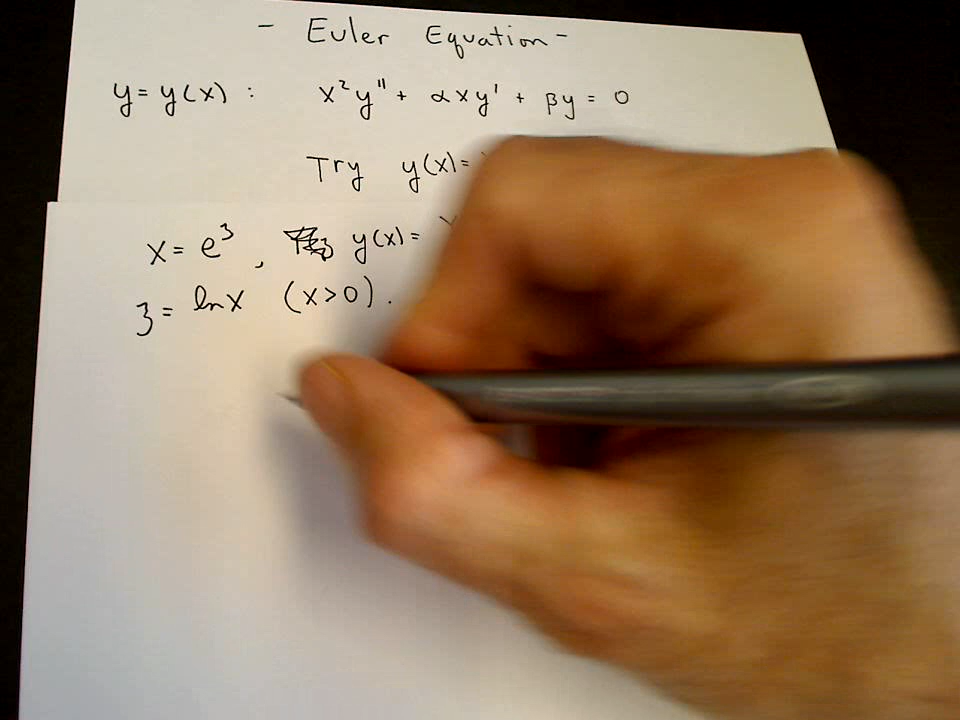 - Euler Equation -
y = y(x) : x²y'' + αxy' + βy = 0
Try y(x) =
x = e^z , y(x) =
z = ln x (x > 0).